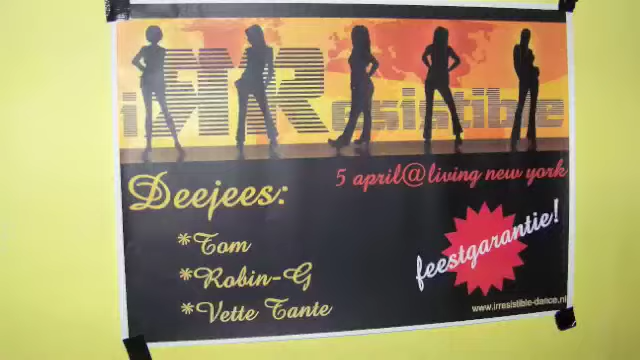 iRResistible
5 april@living new york
Deejees:
*Tom
*Robin-G
*Vette Tante
feestgarantie!
www.irresistible-dance.nl